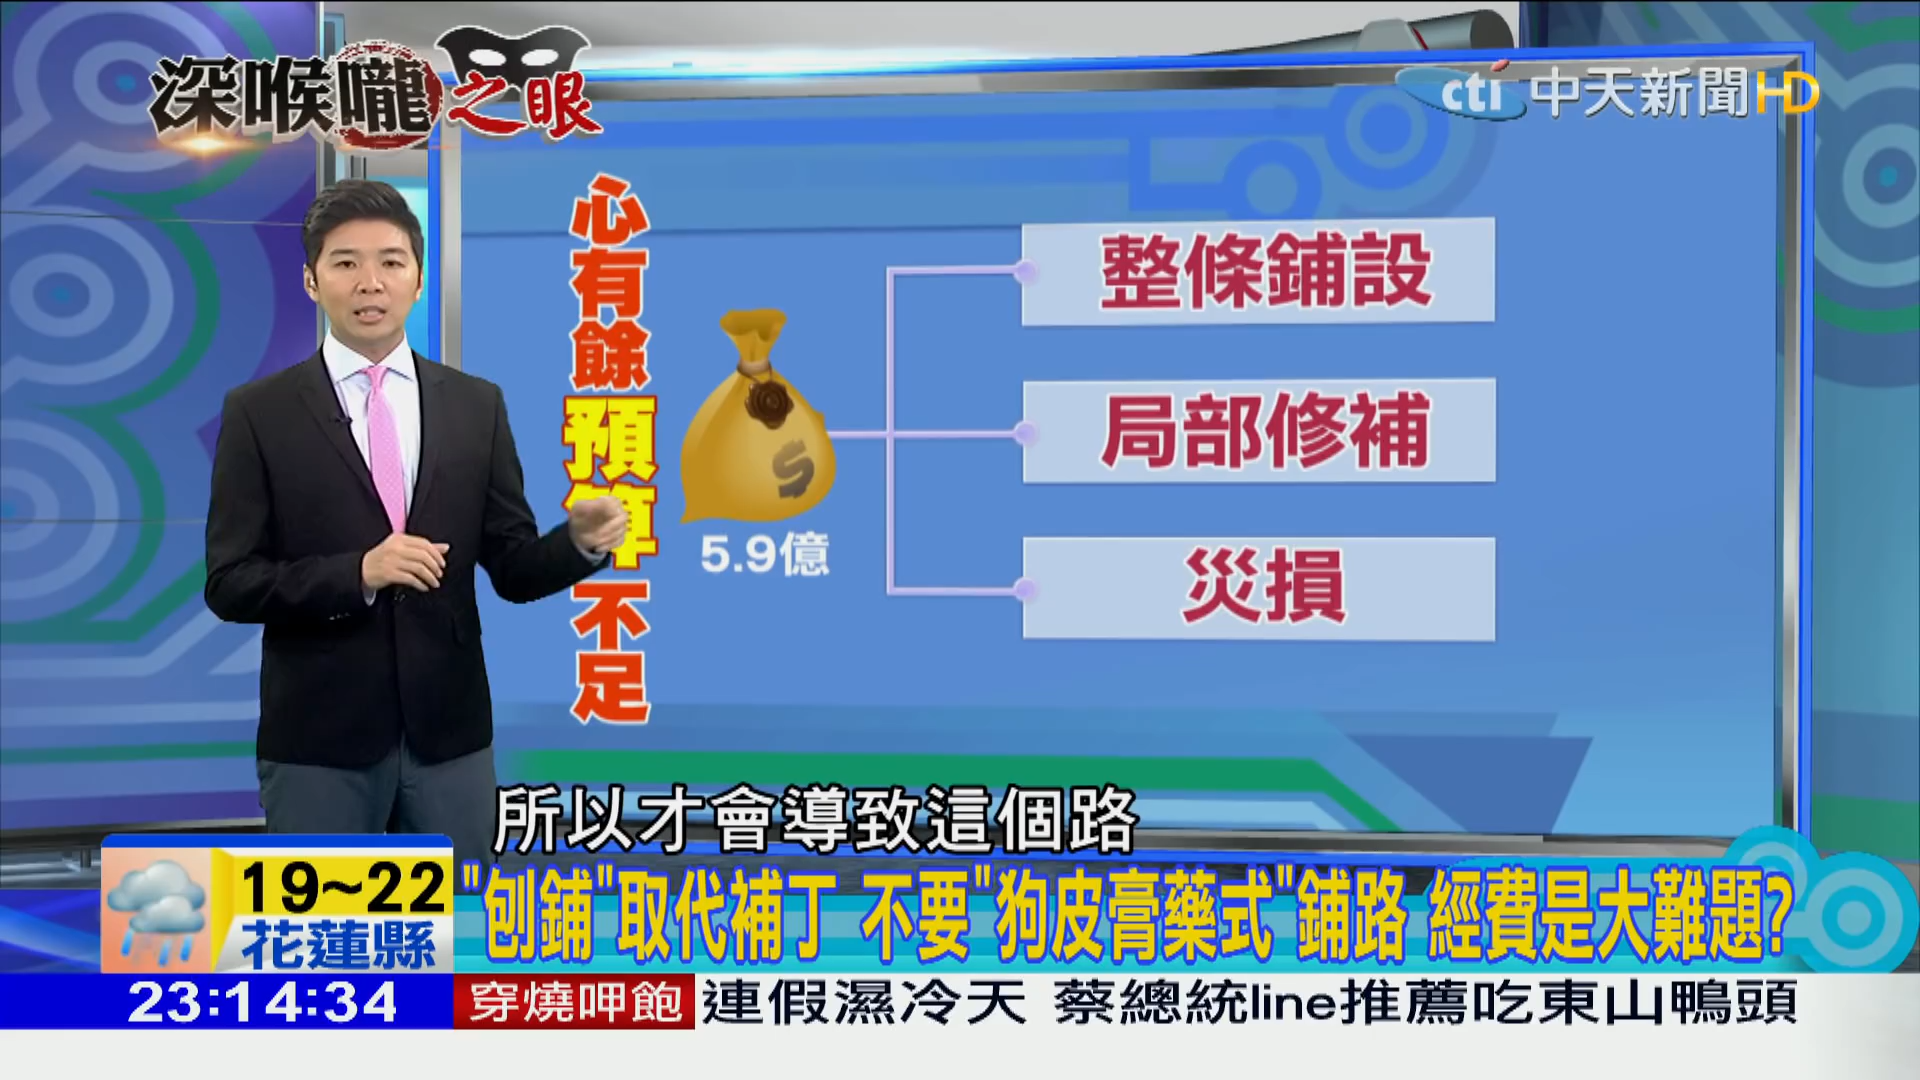 深喉嚨之眼
cti 中天新聞HD
心有餘預算不足
整條鋪設
局部修補
災損
$
5.9億
所以才會導致這個路
19~22
花蓮縣
"刨鋪"取代補丁 不要"狗皮膏藥式"鋪路 經費是大難題?
23:14:34
穿燒呷飽
連假濕冷天 蔡總統line推薦吃東山鴨頭